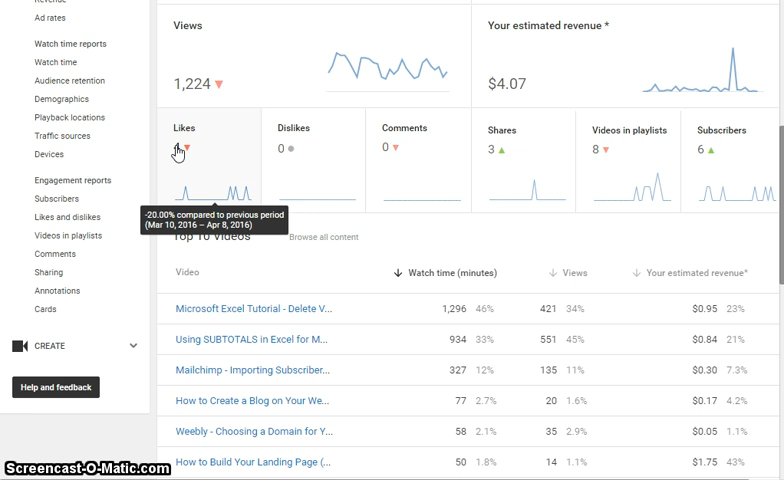 Revenue
Ad rates
Watch time reports
Watch time
Audience retention
Demographics
Playback locations
Traffic sources
Devices
Engagement reports
Subscribers
Likes and dislikes
Videos in playlists
Comments
Sharing
Annotations
Cards
CREATE
Help and feedback
Views
1,224
Your estimated revenue *
$4.07
Likes
4
Dislikes
0
Comments
0
Shares
3
Videos in playlists
8
Subscribers
6
-20.00% compared to previous period
(Mar 10, 2016 – Apr 8, 2016)
Top 10 Videos Browse all content
Video Watch time (minutes) Views Your estimated revenue*
Microsoft Excel Tutorial - Delete V... 1,296 46% 421 34% $0.95 23%
Using SUBTOTALS in Excel for M... 934 33% 551 45% $0.84 21%
Mailchimp - Importing Subscriber... 327 12% 135 11% $0.30 7.3%
How to Create a Blog on Your We... 77 2.7% 20 1.6% $0.17 4.2%
Weebly - Choosing a Domain for Y... 58 2.1% 35 2.9% $0.05 1.1%
How to Build Your Landing Page (... 50 1.8% 14 1.1% $1.75 43%
Screencast-O-Matic.com